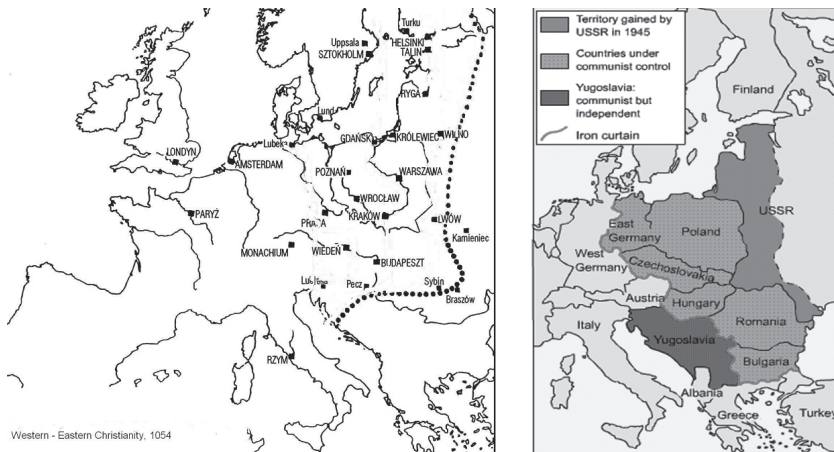 Turku
Uppsala
SZTOKHOLM
HELSINKI
TALIN
RYGA
Lund
Lubeka
GDAŃSK
KRÓLEWIEC
WILNO
LONDYN
AMSTERDAM
POZNAŃ
WARSZAWA
WROCŁAW
PARYŻ
KRAKÓW
LWÓW
Kamieniec
MONACHIUM
WIEDEŃ
BUDAPESZT
Pecz
Sybin
Braszów
RZYM
Western - Eastern Christianity, 1054
Territory gained by
USSR in 1945
Countries under
communist control
Yugoslavia:
communist but
independent
Iron curtain
Finland
USSR
East
Germany
Poland
West
Germany
Czechoslovakia
Austria
Hungary
Romania
Italy
Yugoslavia
Bulgaria
Albania
Greece
Turkey